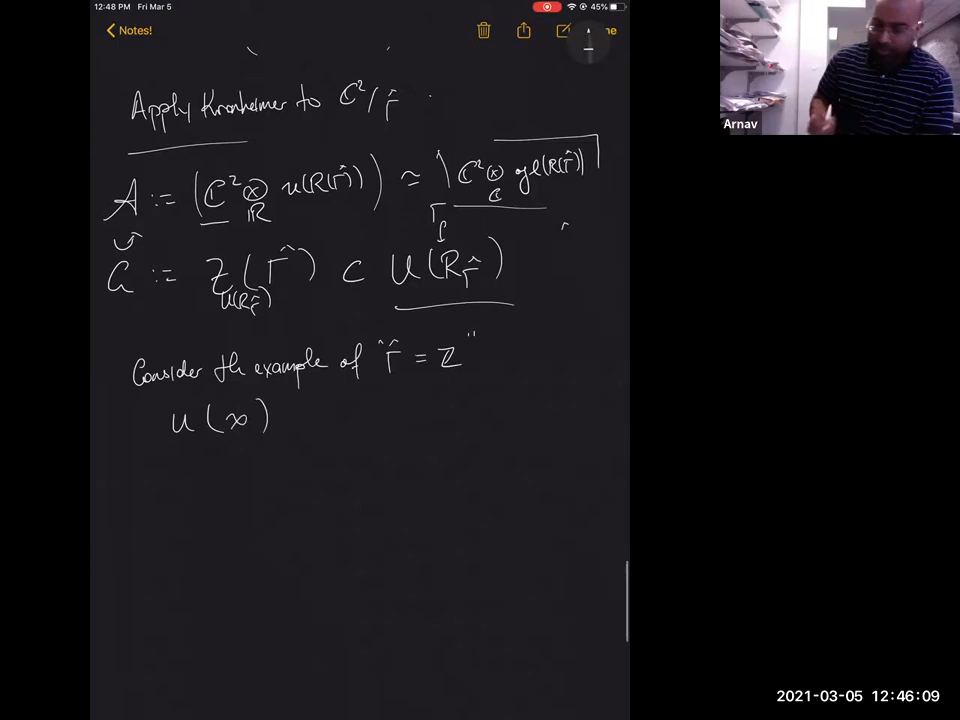 12:48 PM Fri Mar 5
45%
Notes!
Apply Kronheimer to ℂ²/Γ̂
A := (ℂ² ⊗_ℝ u(R(Γ̂))) ≃ (ℂ² ⊗_ℂ gl(R(Γ̂))
G := Z_{U(R_Γ̂)}(Γ̂) ⊂ U(R_Γ̂)
Consider the example of Γ̂ = ℤ"
U(∞)
Arnav
2021-03-05 12:46:09